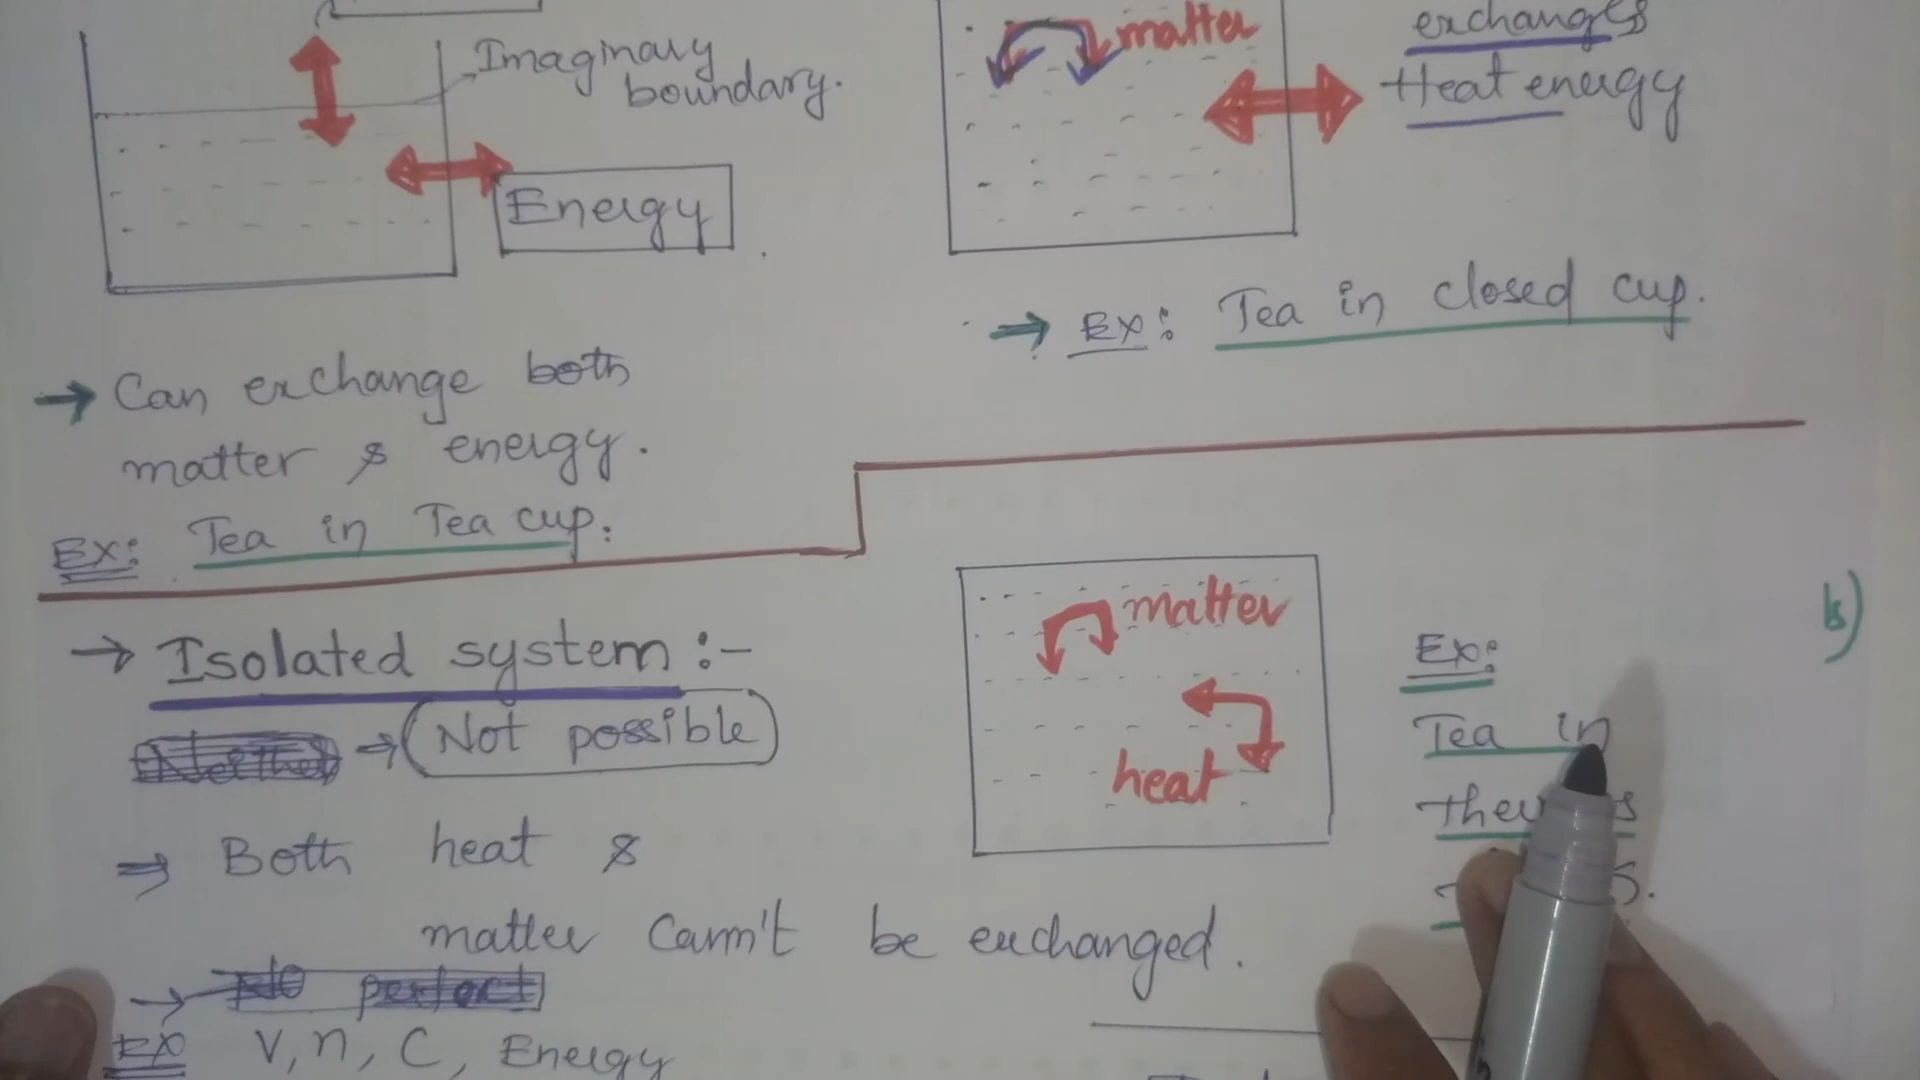 Imaginary
boundary.
Energy
→ Can exchange both
matter & energy.
Ex: Tea in Tea cup.
matter
exchanges
Heat energy
→ Ex: Tea in closed cup.
→ Isolated system :-
→ Not possible
⇒ Both heat &
matter Cann't be exchanged.
→
Ex V, n, C, Energy
matter
heat
Ex:
Tea in
b)